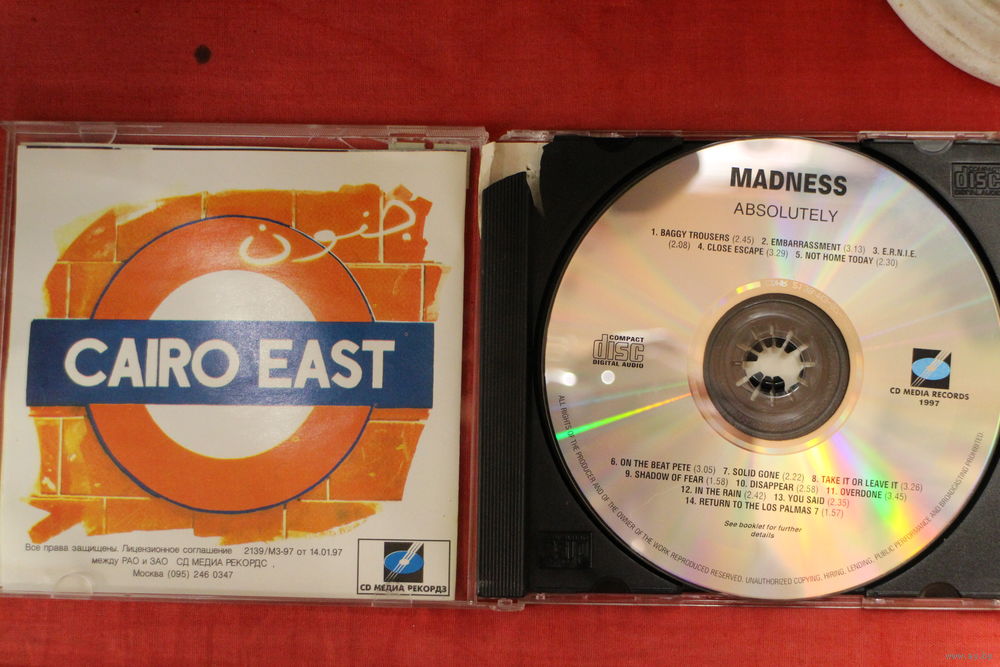 جنون
CAIRO EAST
Все права защищены. Лицензионное соглашение 2139/МЗ-97 от 14.01.97
между РАО и ЗАО СД МЕДИА РЕКОРДС .
Москва (095) 246 0347
CD МЕДИА РЕКОРДЗ
MADNESS
ABSOLUTELY
1. BAGGY TROUSERS (2.45) 2. EMBARRASSMENT (3.13) 3. E.R.N.I.E.
(2.08) 4. CLOSE ESCAPE (3.29) 5. NOT HOME TODAY (2.30)
COMPACT
disc
DIGITAL AUDIO
CD MEDIA RECORDS
1997
6. ON THE BEAT PETE (3.05) 7. SOLID GONE (2.22) 8. TAKE IT OR LEAVE IT (3.26)
9. SHADOW OF FEAR (1.58) 10. DISAPPEAR (2.58) 11. OVERDONE (3.45)
12. IN THE RAIN (2.42) 13. YOU SAID (2.35)
14. RETURN TO THE LOS PALMAS 7 (1.57)
See booklet for further
details
ALL RIGHTS OF THE PRODUCER AND OF THE OWNER OF THE WORK REPRODUCED RESERVED. UNAUTHORIZED COPYING, HIRING, LENDING, PUBLIC PERFORMANCE AND BROADCASTING PROHIBITED.
disc
DIGITAL AUDIO